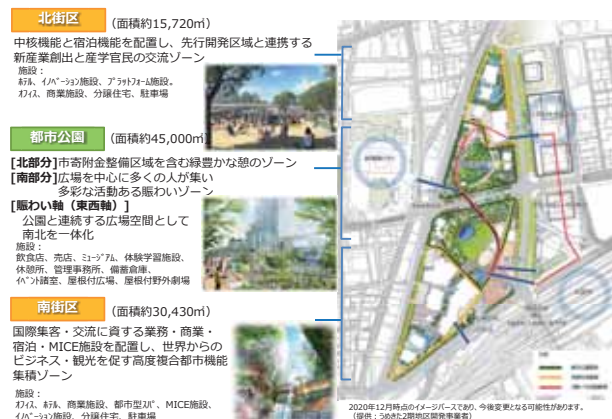 北街区 (面積約15,720㎡)
中核機能と宿泊機能を配置し、先行開発区域と連携する
新産業創出と産学官民の交流ゾーン
施設：
ﾎﾃﾙ、ｲﾉﾍﾞｰｼｮﾝ施設、ﾌﾟﾗｯﾄﾌｫｰﾑ施設。
ｵﾌｨｽ、商業施設、分譲住宅、駐車場
都市公園 (面積約45,000㎡)
[北部分]市寄附金整備区域を含む緑豊かな憩のゾーン
[南部分]広場を中心に多くの人が集い
多彩な活動ある賑わいゾーン
[賑わい軸（東西軸）]
公園と連続する広場空間として
南北を一体化
施設：
飲食店、売店、ﾐｭｰｼﾞｱﾑ、体験学習施設、
休憩所、管理事務所、備蓄倉庫、
ｲﾍﾞﾝﾄ諸室、屋根付広場、屋根付野外劇場
南街区 (面積約30,430㎡)
国際集客・交流に資する業務・商業・
宿泊・MICE施設を配置し、世界からの
ビジネス・観光を促す高度複合都市機能
集積ゾーン
施設：
ｵﾌｨｽ、ﾎﾃﾙ、商業施設、都市型ｽﾊﾟ、MICE施設、
ｲﾉﾍﾞｰｼｮﾝ施設、分譲住宅、駐車場
2020年12月時点のイメージパースであり、今後変更となる可能性があります。
（提供：うめきた2期地区開発事業者）